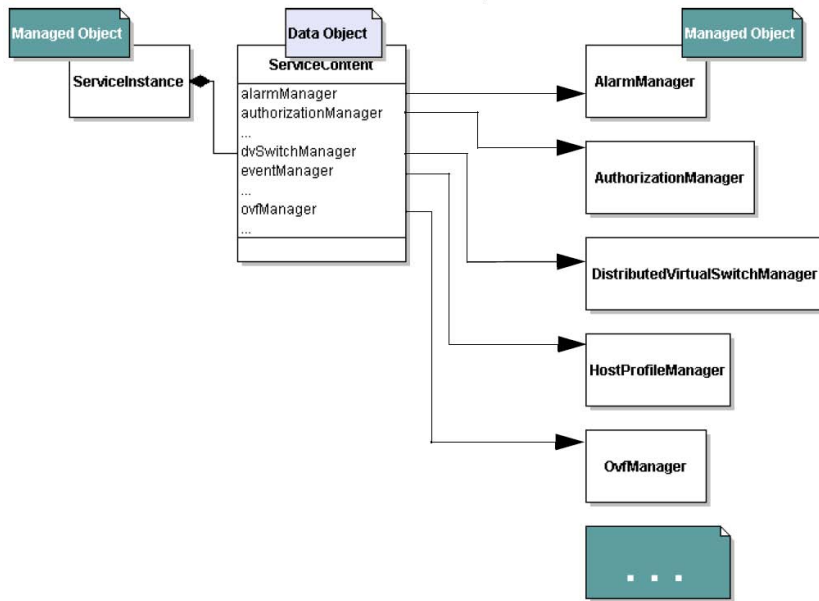 Managed Object
ServiceInstance
Data Object
ServiceContent
alarmManager
authorizationManager
...
dvSwitchManager
eventManager
...
ovfManager
...
Managed Object
AlarmManager
AuthorizationManager
DistributedVirtualSwitchManager
HostProfileManager
OvfManager
. . .